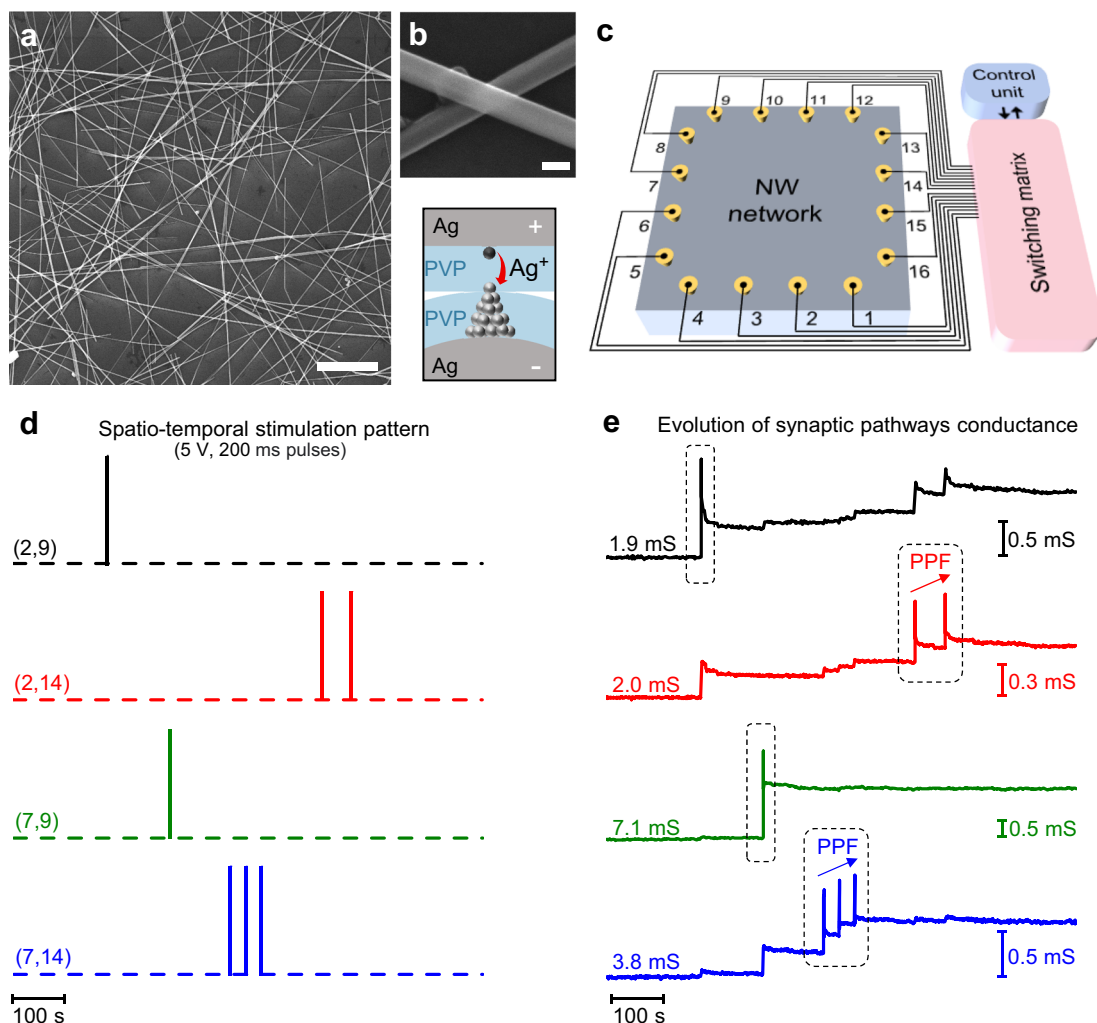 a
b
Ag +
PVP
Ag+
PVP
Ag -
c
Control
unit
9 10 11 12
8 13
7 14
6 15
5 16
4 3 2 1
NW
network
Switching matrix
d
Spatio-temporal stimulation pattern
(5 V, 200 ms pulses)
(2,9)
(2,14)
(7,9)
(7,14)
100 s
e
Evolution of synaptic pathways conductance
1.9 mS
0.5 mS
PPF
2.0 mS
0.3 mS
7.1 mS
0.5 mS
PPF
3.8 mS
0.5 mS
100 s